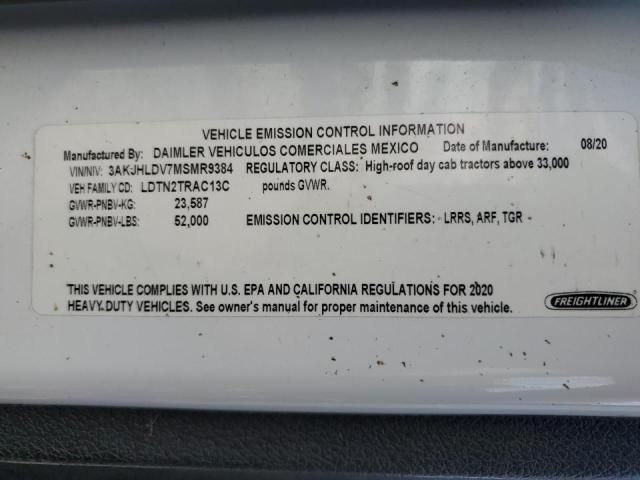 VEHICLE EMISSION CONTROL INFORMATION
Manufactured By: DAIMLER VEHICULOS COMERCIALES MEXICO Date of Manufacture: 08/20
VIN/NIV: 3AKJHLDV7MSMR9384 REGULATORY CLASS: High-roof day cab tractors above 33,000
VEH FAMILY CD: LDTN2TRAC13C pounds GVWR.
GVWR-PNBV-KG: 23,587
GVWR-PNBV-LBS: 52,000 EMISSION CONTROL IDENTIFIERS: LRRS, ARF, TGR
THIS VEHICLE COMPLIES WITH U.S. EPA AND CALIFORNIA REGULATIONS FOR 2020
HEAVY-DUTY VEHICLES. See owner's manual for proper maintenance of this vehicle.
FREIGHTLINER